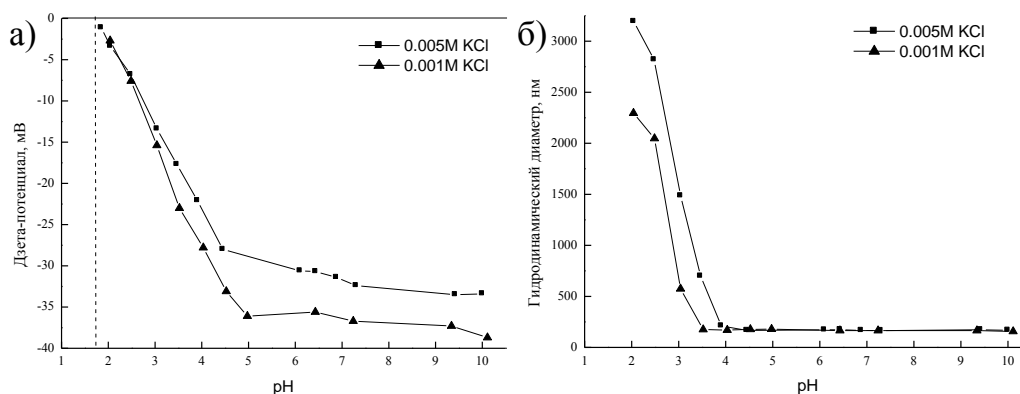 а)
0.005M KCl
0.001M KCl
Дзета-потенциал, мВ
0
-5
-10
-15
-20
-25
-30
-35
-40
1 2 3 4 5 6 7 8 9 10
pH
б)
0.005M KCl
0.001M KCl
Гидродинамический диаметр, нм
3000
2500
2000
1500
1000
500
0
1 2 3 4 5 6 7 8 9 10
pH